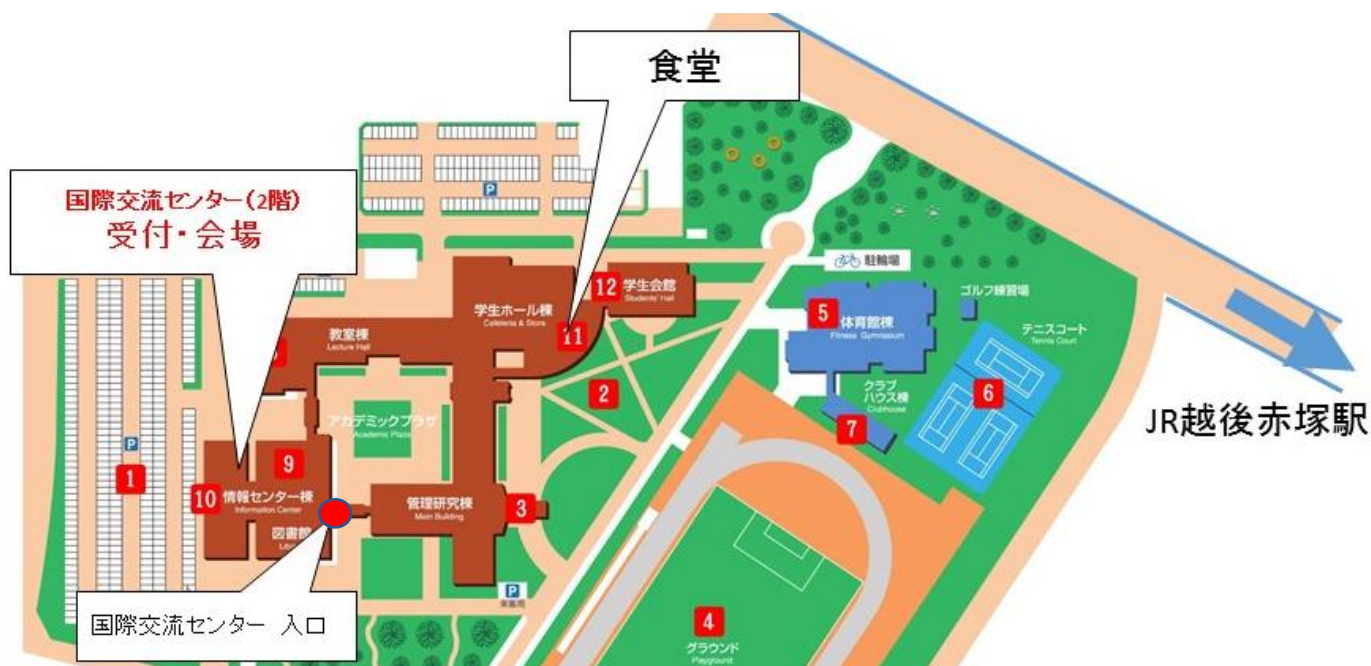 食堂
国際交流センター(2階)
受付・会場
P
P
駐輪場
12
学生会館
Students' Hall
学生ホール棟
Cafeteria & Store
11
教室棟
Lecture Hall
5
体育館棟
Fitness Gymnasium
ゴルフ練習場
テニスコート
Tennis Court
6
クラブ
ハウス棟
Clubhouse
7
2
JR越後赤塚駅
アカデミックプラザ
Academic Plaza
1
9
10
情報センター棟
Information Center
図書館
管理研究棟
Main Building
3
P
来客用
国際交流センター 入口
4
グラウンド
Playground